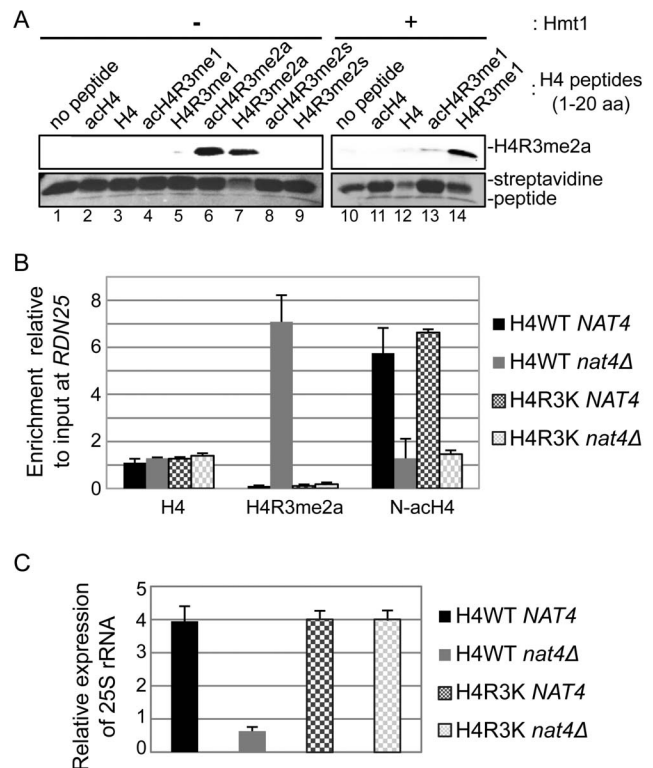 A
- + : Hmt1
no peptide acH4 H4 acH4R3me1 H4R3me1 acH4R3me2a H4R3me2a acH4R3me2s H4R3me2s no peptide acH4 H4 acH4R3me1 H4R3me1 : H4 peptides
(1-20 aa)
-H4R3me2a
-streptavidine
-peptide
1 2 3 4 5 6 7 8 9 10 11 12 13 14
B
Enrichment relative
to input at RDN25
8
6
4
2
0
H4 H4R3me2a N-acH4
H4WT NAT4
H4WT nat4Δ
H4R3K NAT4
H4R3K nat4Δ
C
Relative expression
of 25S rRNA
5
4
3
2
1
0
H4WT NAT4
H4WT nat4Δ
H4R3K NAT4
H4R3K nat4Δ